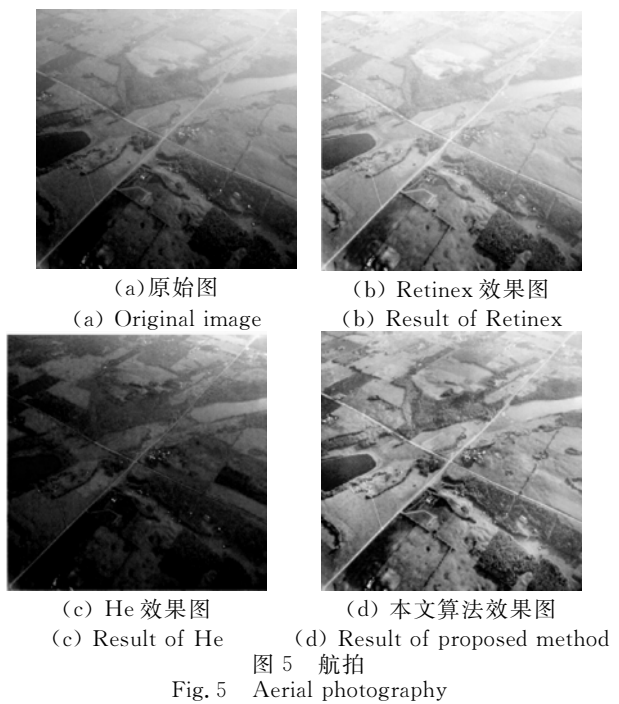 (a)原始图
(a) Original image
(b) Retinex 效果图
(b) Result of Retinex
(c) He 效果图
(c) Result of He
(d) 本文算法效果图
(d) Result of proposed method
图 5 航拍
Fig. 5 Aerial photography